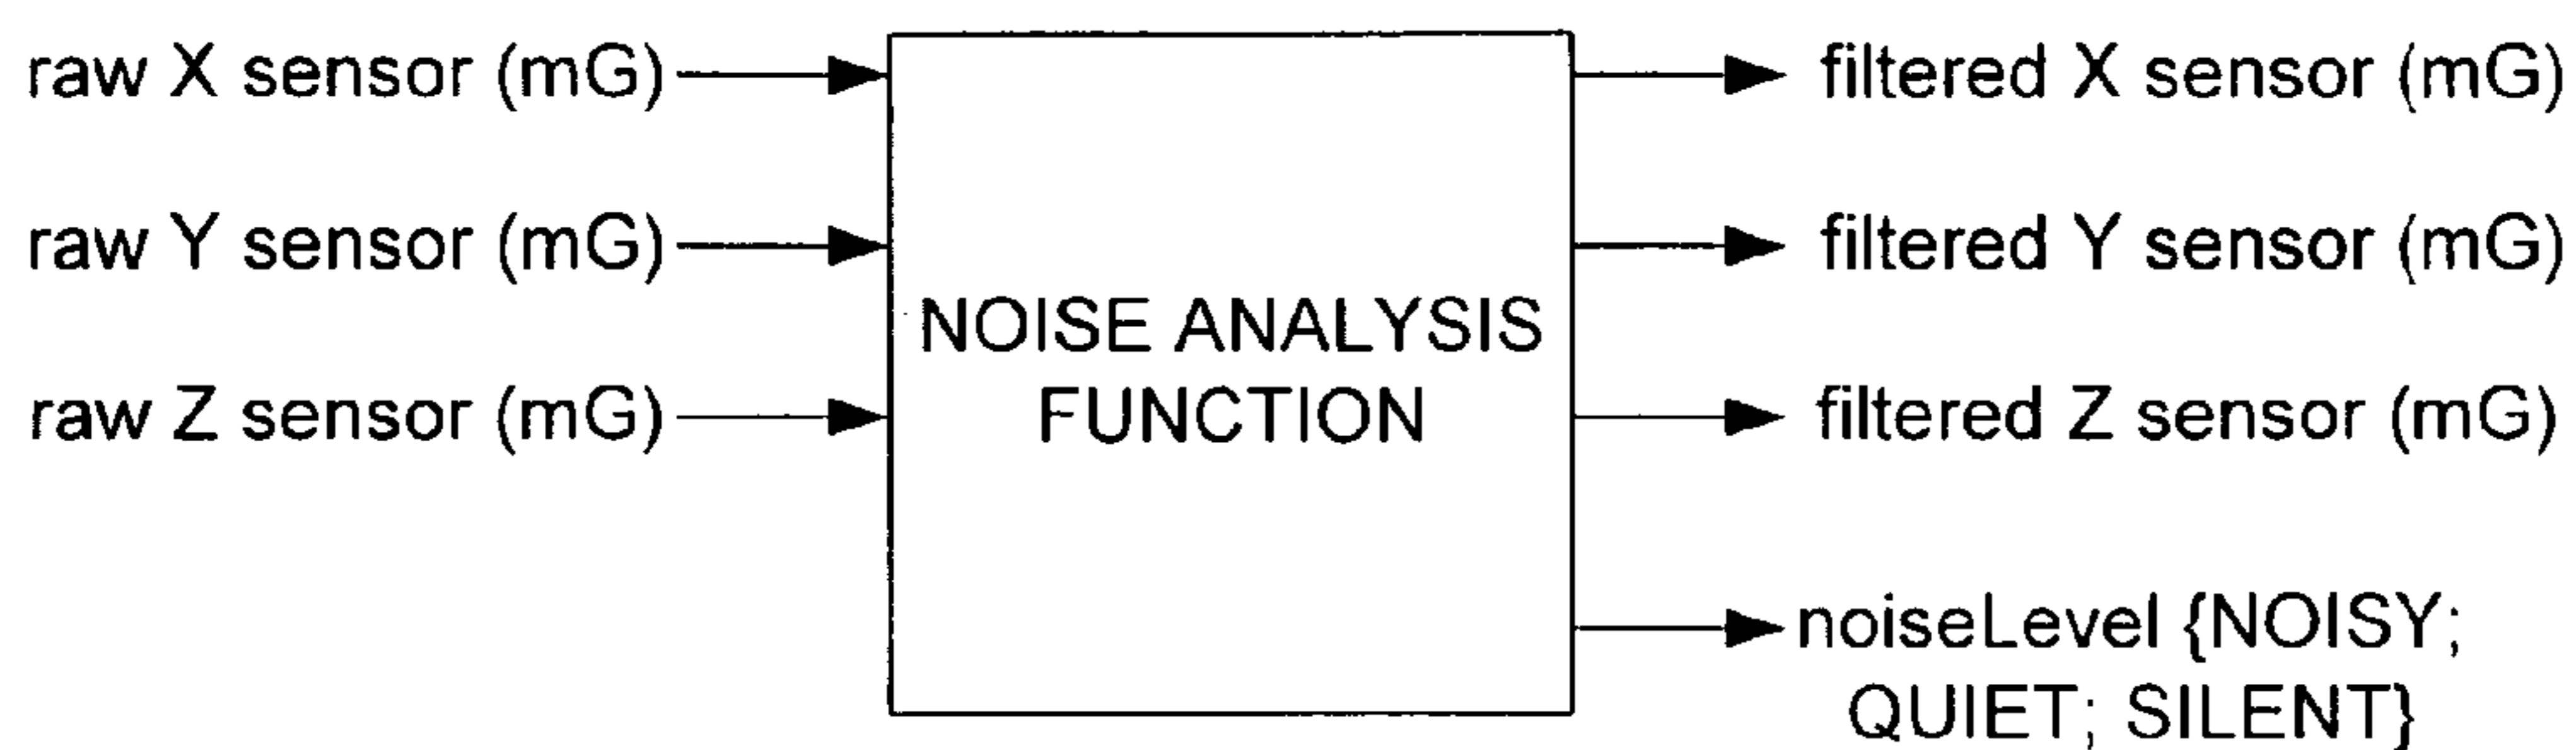 raw X sensor (mG)
raw Y sensor (mG)
raw Z sensor (mG)
NOISE ANALYSIS
FUNCTION
filtered X sensor (mG)
filtered Y sensor (mG)
filtered Z sensor (mG)
noiseLevel {NOISY;
QUIET; SILENT}